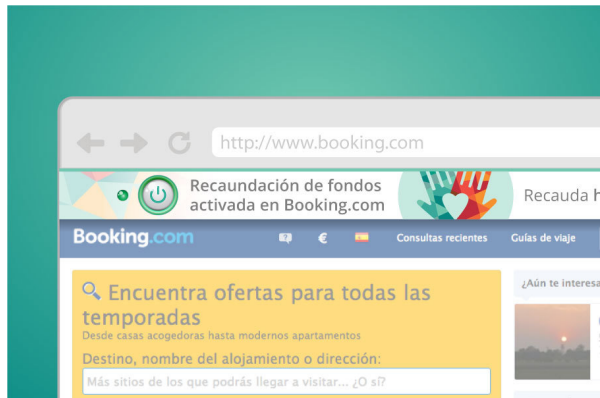 http://www.booking.com
Recaundación de fondos
activada en Booking.com
Recauda h
Booking.com
€
Consultas recientes
Guías de viaje
Encuentra ofertas para todas las
temporadas
Desde casas acogedoras hasta modernos apartamentos
Destino, nombre del alojamiento o dirección:
Más sitios de los que podrás llegar a visitar... ¿O sí?
¿Aún te interesa